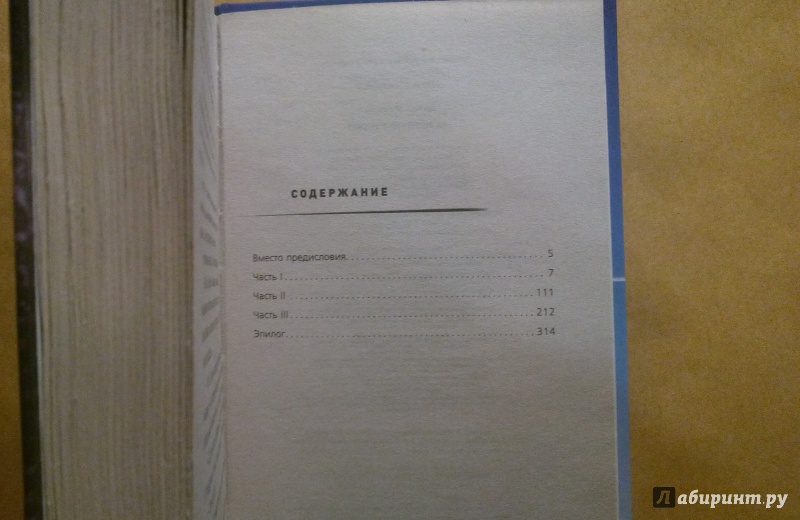 СОДЕРЖАНИЕ
Вместо предисловия. . . . . . . . . . . . . . . . . . . . . . . . . . . . . . 5
Часть I . . . . . . . . . . . . . . . . . . . . . . . . . . . . . . . . . . . . . . . . 7
Часть II . . . . . . . . . . . . . . . . . . . . . . . . . . . . . . . . . . . . . . 111
Часть III . . . . . . . . . . . . . . . . . . . . . . . . . . . . . . . . . . . . . 212
Эпилог. . . . . . . . . . . . . . . . . . . . . . . . . . . . . . . . . . . . . . . 314
Лабиринт.ру